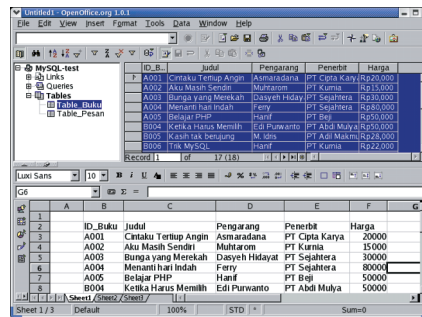 Untitled1 - OpenOffice.org 1.0.1
File Edit View Insert Format Tools Data Window Help
MySQL-test
Links
Queries
Tables
Table_Buku
Table_Pesan
ID_B... Judul Pengarang Penerbit Harga
A001 Cintaku Tertiup Angin Asmaradana PT Cipta Karya Rp20,000
A002 Aku Masih Sendiri Muhtarom PT Kurnia Rp15,000
A003 Bunga yang Merekah Dasyeh Hiday PT Sejahtera Rp30,000
A004 Menanti hari Indah Ferry PT Sejahtera Rp80,000
A005 Belajar PHP Hanif PT Beji Rp50,000
B004 Ketika Harus Memilih Edi Purwanto PT Abdi Mulya Rp50,000
B005 Kasih tak berujung M. Idris PT Adil Makmu Rp28,000
B006 Trik MySQL Hanif PT Kurnia Rp22,000
Record 1 of 17 (18)
Luxi Sans 10 B i U A
G6 Σ =
A B C D E F G
1
2 ID_Buku Judul Pengarang Penerbit Harga
3 A001 Cintaku Tertiup Angin Asmaradana PT Cipta Karya 20000
4 A002 Aku Masih Sendiri Muhtarom PT Kurnia 15000
5 A003 Bunga yang Merekah Dasyeh Hidayat PT Sejahtera 30000
6 A004 Menanti hari Indah Ferry PT Sejahtera 80000
7 A005 Belajar PHP Hanif PT Beji 50000
8 B004 Ketika Harus Memilih Edi Purwanto PT Abdi Mulya 50000
Sheet1 Sheet2 Sheet3
Sheet 1 / 3 Default 100% STD * Sum=0